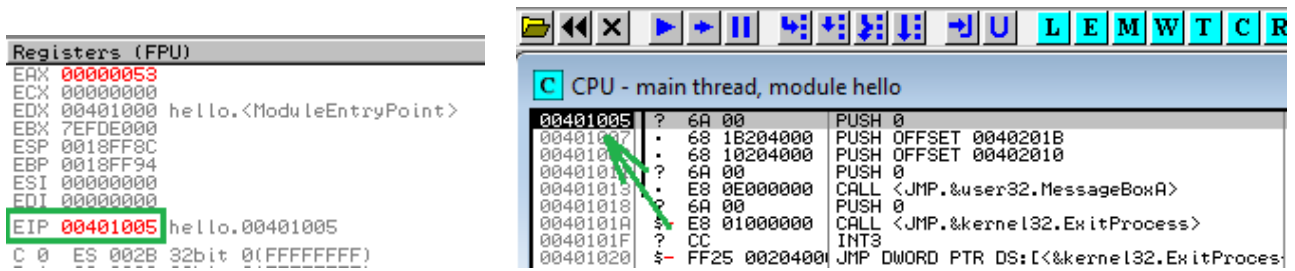 Registers (FPU)
EAX 00000053
ECX 00000000
EDX 00401000 hello.<ModuleEntryPoint>
EBX 7EFDE000
ESP 0018FF8C
EBP 0018FF94
ESI 00000000
EDI 00000000
EIP 00401005 hello.00401005
C 0 ES 002B 32bit 0(FFFFFFFF)
U L E M W T C R
C CPU - main thread, module hello
00401005 ? 6A 00 PUSH 0
00401007 . 68 1B204000 PUSH OFFSET 0040201B
. 68 10204000 PUSH OFFSET 00402010
? 6A 00 PUSH 0
00401013 . E8 0E000000 CALL <JMP.&user32.MessageBoxA>
00401018 ? 6A 00 PUSH 0
0040101A $- E8 01000000 CALL <JMP.&kernel32.ExitProcess>
0040101F ? CC INT3
00401020 $- FF25 00204000 JMP DWORD PTR DS:[<&kernel32.ExitProces